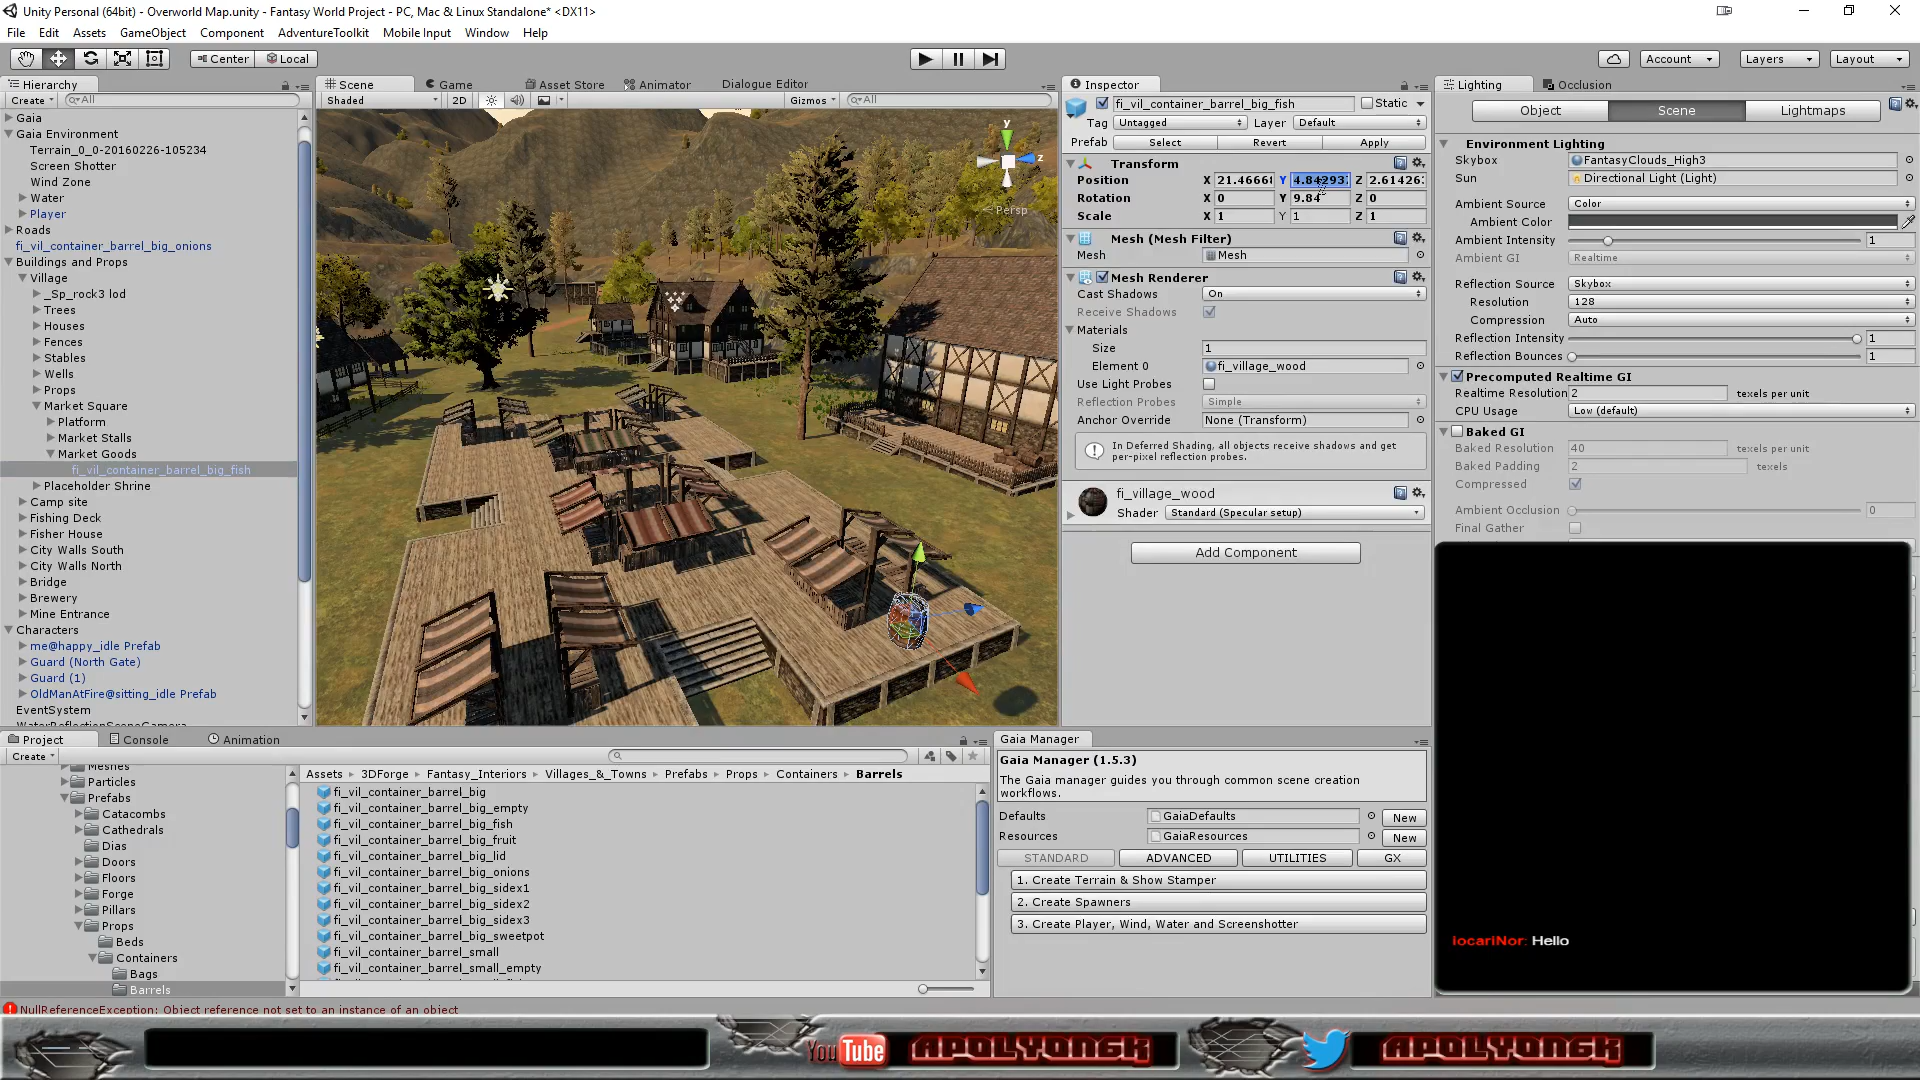 Unity Personal (64bit) - Overworld Map.unity - Fantasy World Project - PC, Mac & Linux Standalone* <DX11>
File Edit Assets GameObject Component AdventureToolkit Mobile Input Window Help
Center Local Account Layers Layout
Hierarchy
Create All
Gaia
Gaia Environment
Terrain_0_0-20160226-105234
Screen Shotter
Wind Zone
Water
Player
Roads
fi_vil_container_barrel_big_onions
Buildings and Props
Village
_Sp_rock3 lod
Trees
Houses
Fences
Stables
Wells
Props
Market Square
Platform
Market Stalls
Market Goods
fi_vil_container_barrel_big_fish
Placeholder Shrine
Camp site
Fishing Deck
Fisher House
City Walls South
City Walls North
Bridge
Brewery
Mine Entrance
Characters
me@happy_idle Prefab
Guard (North Gate)
Guard (1)
OldManAtFire@sitting_idle Prefab
EventSystem
WaterReflectionSceneCamera
Scene Game Asset Store Animator Dialogue Editor
Shaded 2D Gizmos All
y
z
Persp
Inspector
fi_vil_container_barrel_big_fish Static
Tag Untagged Layer Default
Prefab Select Revert Apply
Transform
Position X 21.46668 Y 4.84293 Z 2.61426
Rotation X 0 Y 9.84 Z 0
Scale X 1 Y 1 Z 1
Mesh (Mesh Filter)
Mesh Mesh
Mesh Renderer
Cast Shadows On
Receive Shadows
Materials
Size 1
Element 0 fi_village_wood
Use Light Probes
Reflection Probes Simple
Anchor Override None (Transform)
In Deferred Shading, all objects receive shadows and get
per-pixel reflection probes.
fi_village_wood
Shader Standard (Specular setup)
Add Component
Lighting Occlusion
Object Scene Lightmaps
Environment Lighting
Skybox FantasyClouds_High3
Sun Directional Light (Light)
Ambient Source Color
Ambient Color
Ambient Intensity 1
Ambient GI Realtime
Reflection Source Skybox
Resolution 128
Compression Auto
Reflection Intensity 1
Reflection Bounces 1
Precomputed Realtime GI
Realtime Resolution 2 texels per unit
CPU Usage Low (default)
Baked GI
Baked Resolution 40 texels per unit
Baked Padding 2 texels
Compressed
Ambient Occlusion 0
Final Gather
Project Console Animation
Create
Meshes
Particles
Prefabs
Catacombs
Cathedrals
Dias
Doors
Floors
Forge
Pillars
Props
Beds
Containers
Bags
Barrels
Assets 3DForge Fantasy_Interiors Villages_&_Towns Prefabs Props Containers Barrels
fi_vil_container_barrel_big
fi_vil_container_barrel_big_empty
fi_vil_container_barrel_big_fish
fi_vil_container_barrel_big_fruit
fi_vil_container_barrel_big_lid
fi_vil_container_barrel_big_onions
fi_vil_container_barrel_big_sidex1
fi_vil_container_barrel_big_sidex2
fi_vil_container_barrel_big_sidex3
fi_vil_container_barrel_big_sweetpot
fi_vil_container_barrel_small
fi_vil_container_barrel_small_empty
Gaia Manager
Gaia Manager (1.5.3)
The Gaia manager guides you through common scene creation
workflows.
Defaults GaiaDefaults New
Resources GaiaResources New
STANDARD ADVANCED UTILITIES GX
1. Create Terrain & Show Stamper
2. Create Spawners
3. Create Player, Wind, Water and Screenshotter
iocariNor: Hello
NullReferenceException: Object reference not set to an instance of an object
YouTube APOLYONGK APOLYONGK